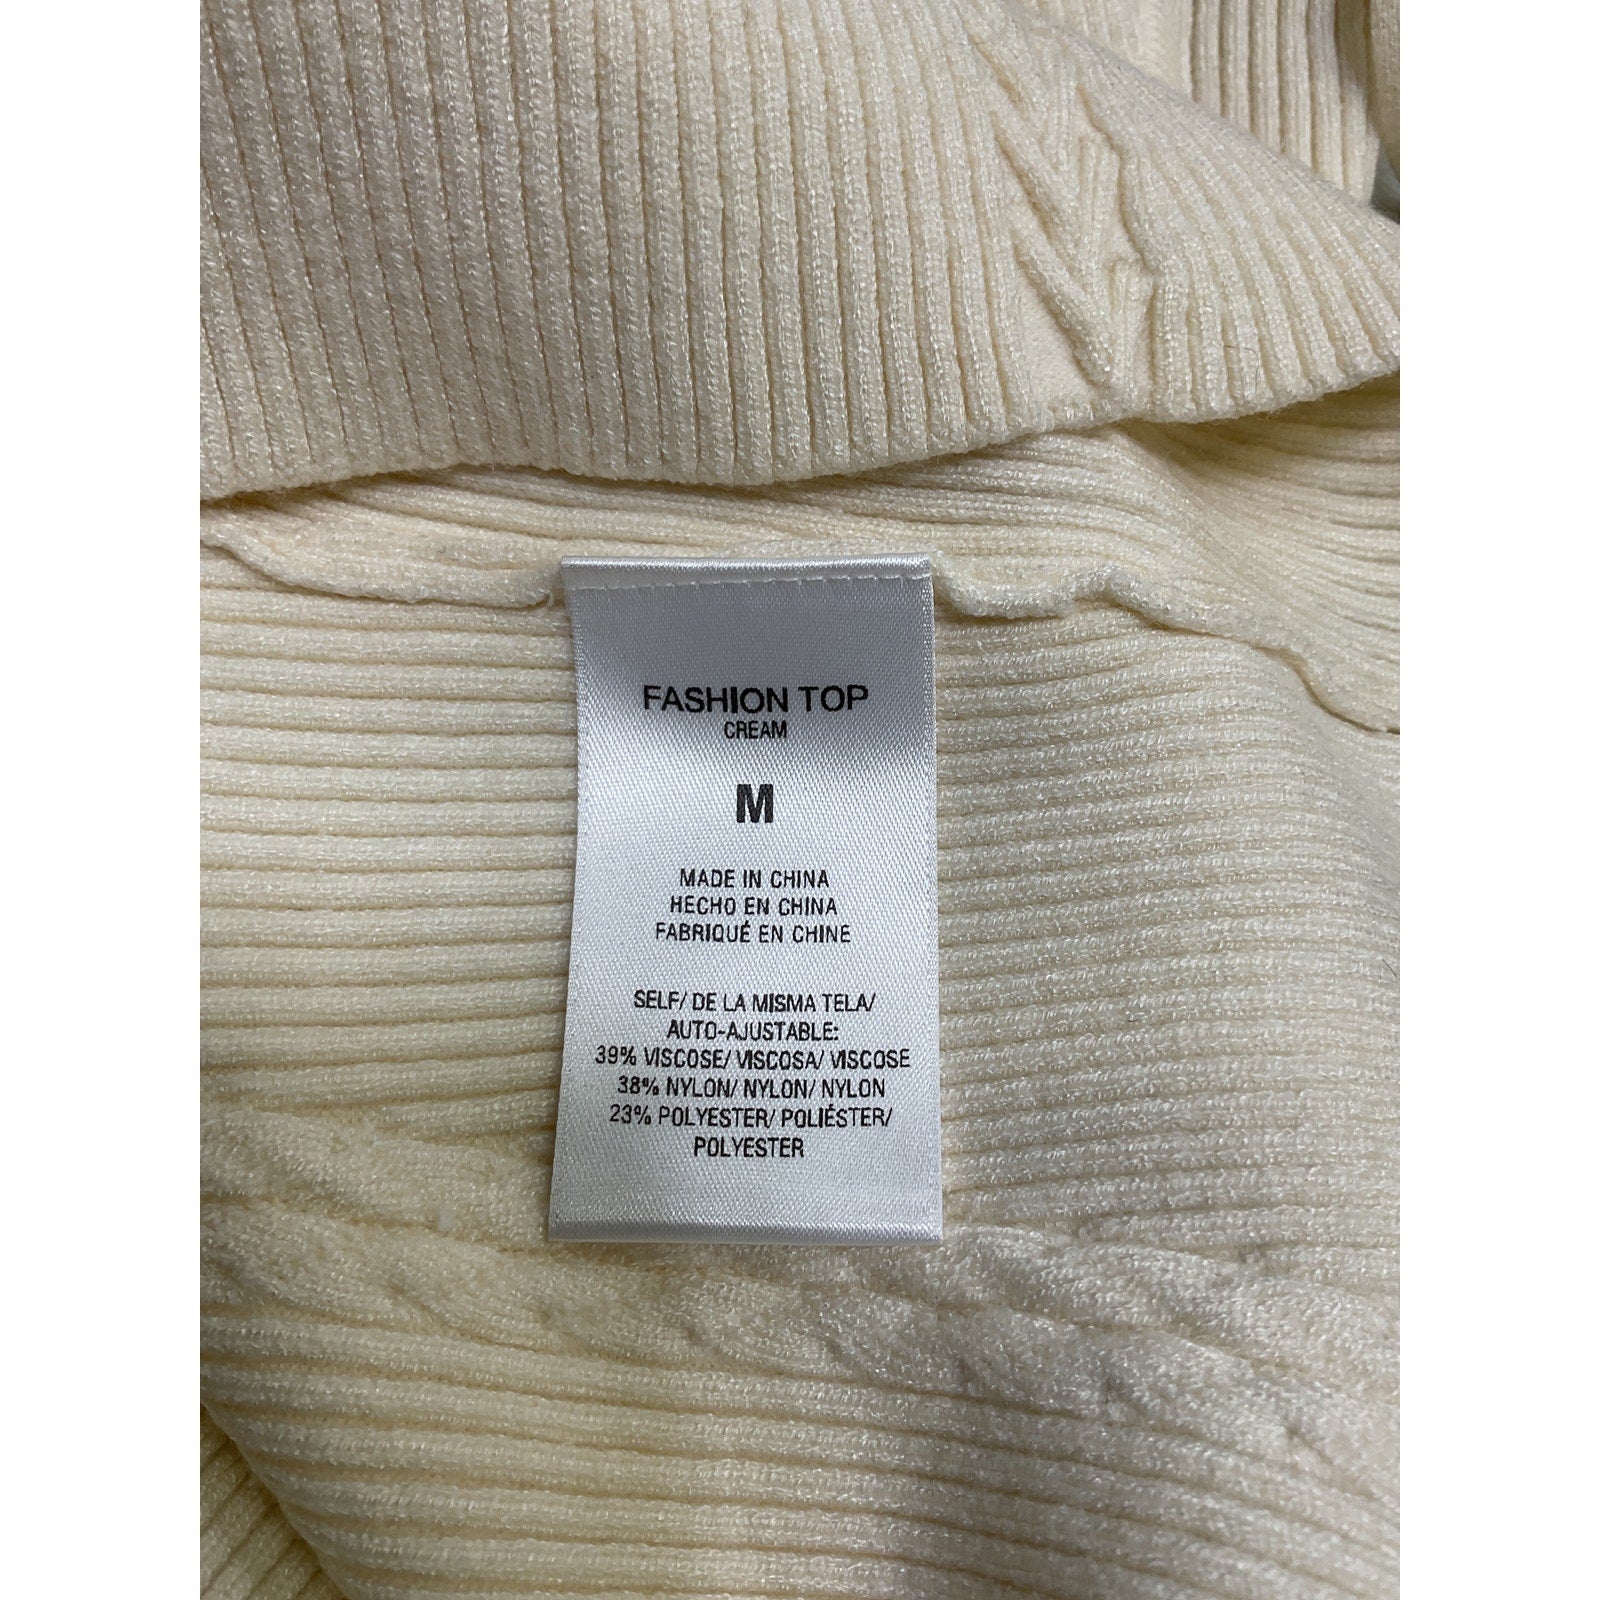 FASHION TOP
CREAM
M
MADE IN CHINA
HECHO EN CHINA
FABRIQUÉ EN CHINE
SELF/ DE LA MISMA TELA/
AUTO-AJUSTABLE:
39% VISCOSE/ VISCOSA/ VISCOSE
38% NYLON/ NYLON/ NYLON
23% POLYESTER/ POLIÉSTER/
POLYESTER